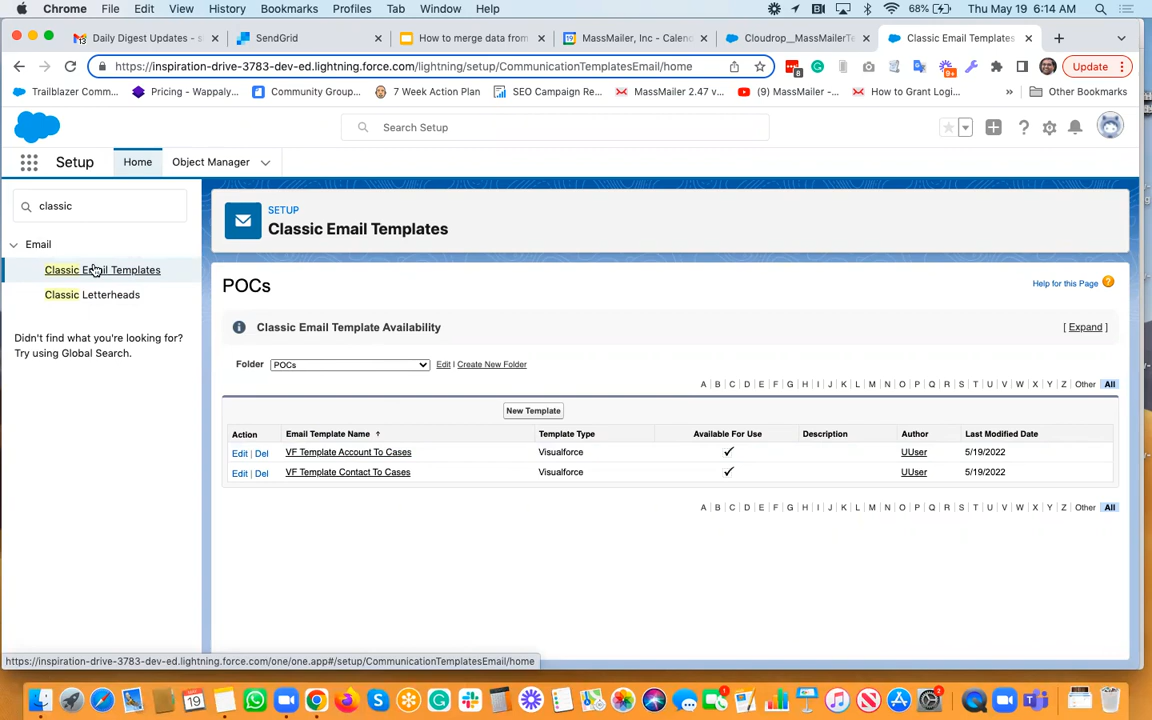 Chrome File Edit View History Bookmarks Profiles Tab Window Help 68% Thu May 19 6:14 AM
13 Daily Digest Updates - s
SendGrid
How to merge data from
19 MassMailer, Inc - Calen
Cloudrop__MassMailerTe
Classic Email Templates
https://inspiration-drive-3783-dev-ed.lightning.force.com/lightning/setup/CommunicationTemplatesEmail/home
8 9+ Update
Trailblazer Comm... Pricing - Wappaly... Community Group... 7 Week Action Plan SEO Campaign Re... MassMailer 2.47 v... (9) MassMailer -... How to Grant Logi... » Other Bookmarks
Search Setup
Setup Home Object Manager
classic
Email
Classic Email Templates
Classic Letterheads
Didn't find what you're looking for?
Try using Global Search.
SETUP
Classic Email Templates
POCs
Help for this Page ?
Classic Email Template Availability [ Expand ]
Folder POCs Edit | Create New Folder
A B C D E F G H I J K L M N O P Q R S T U V W X Y Z Other All
New Template
Action Email Template Name Template Type Available For Use Description Author Last Modified Date
Edit | Del VF Template Account To Cases Visualforce ✓ UUser 5/19/2022
Edit | Del VF Template Contact To Cases Visualforce ✓ UUser 5/19/2022
A B C D E F G H I J K L M N O P Q R S T U V W X Y Z Other All
https://inspiration-drive-3783-dev-ed.lightning.force.com/one/one.app#/setup/CommunicationTemplatesEmail/home
19